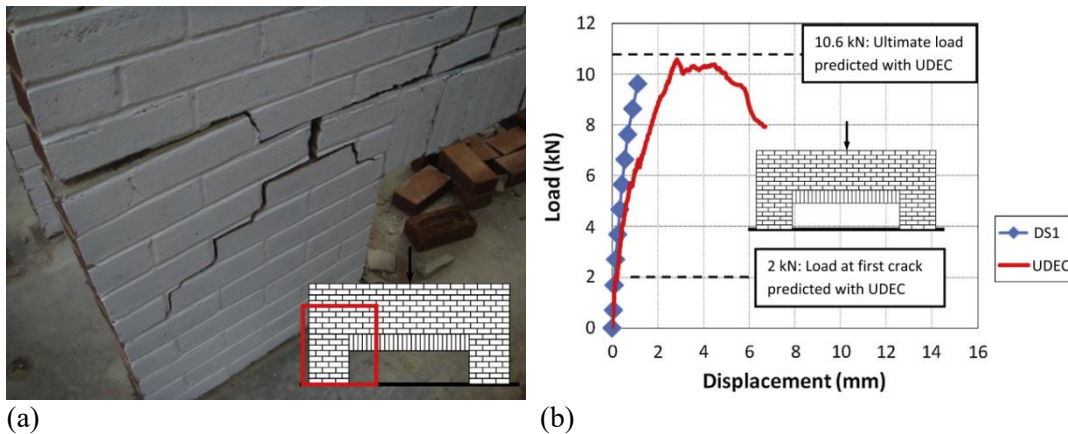 12
10
8
6
4
2
0
Load (kN)
10.6 kN: Ultimate load
predicted with UDEC
2 kN: Load at first crack
predicted with UDEC
DS1
UDEC
0 2 4 6 8 10 12 14 16
Displacement (mm)
(a) (b)